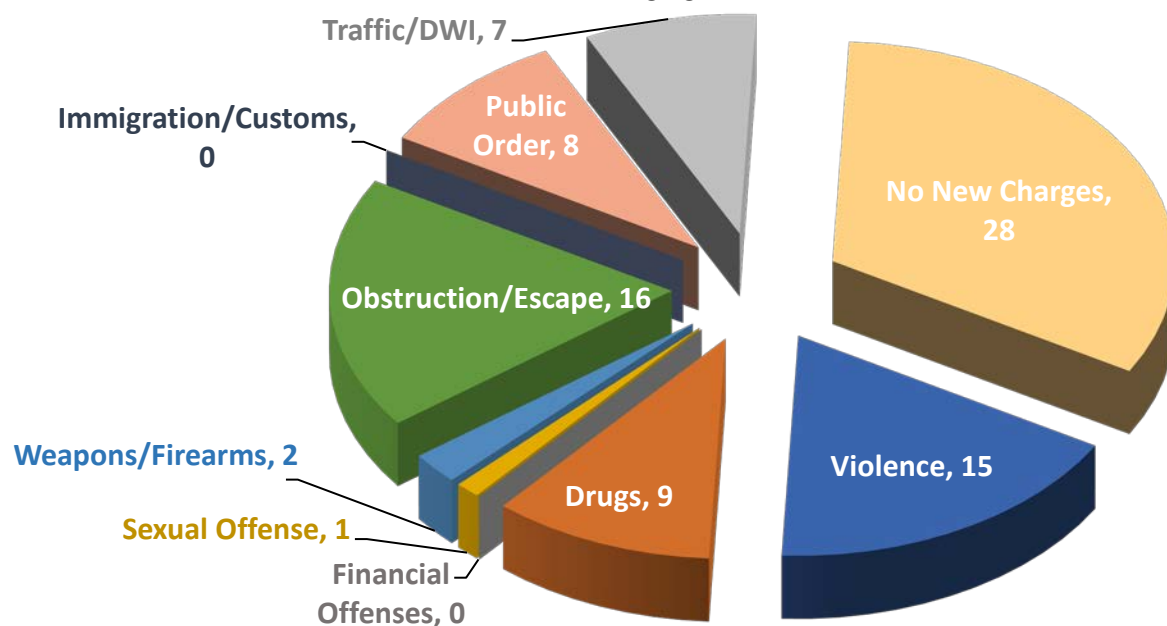 Traffic/DWI, 7
Immigration/Customs,
0
Public
Order, 8
No New Charges,
28
Obstruction/Escape, 16
Weapons/Firearms, 2
Sexual Offense, 1
Financial
Offenses, 0
Drugs, 9
Violence, 15